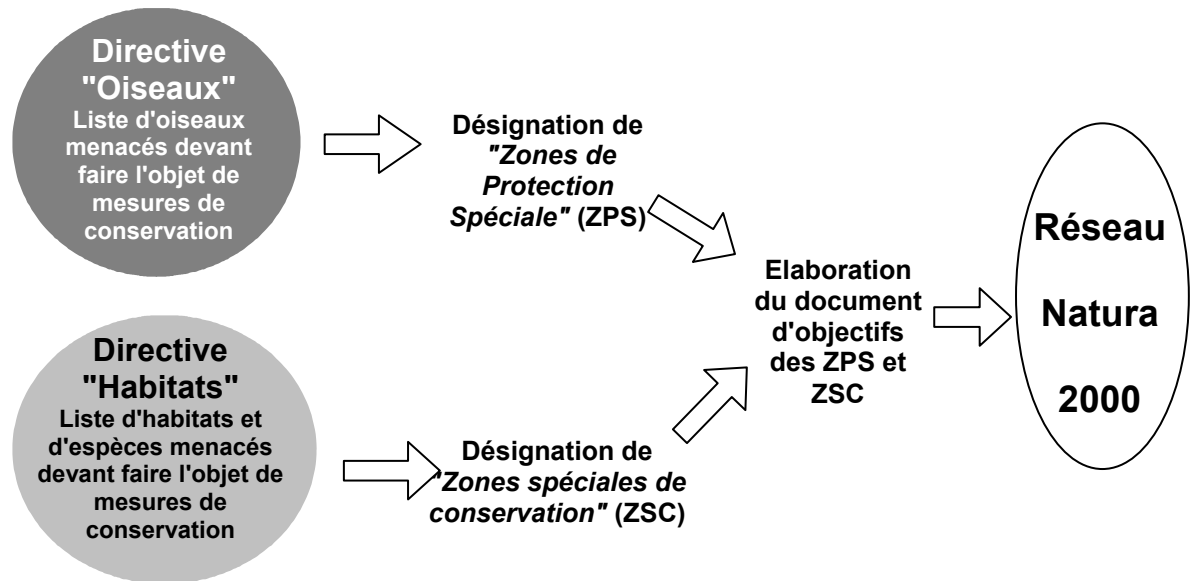 Directive
"Oiseaux"
Liste d'oiseaux
menacés devant
faire l'objet de
mesures de
conservation
Désignation de
"Zones de
Protection
Spéciale" (ZPS)
Directive
"Habitats"
Liste d'habitats et
d'espèces menacés
devant faire l'objet de
mesures de
conservation
Désignation de
"Zones spéciales de
conservation" (ZSC)
Elaboration
du document
d'objectifs
des ZPS et
ZSC
Réseau
Natura
2000